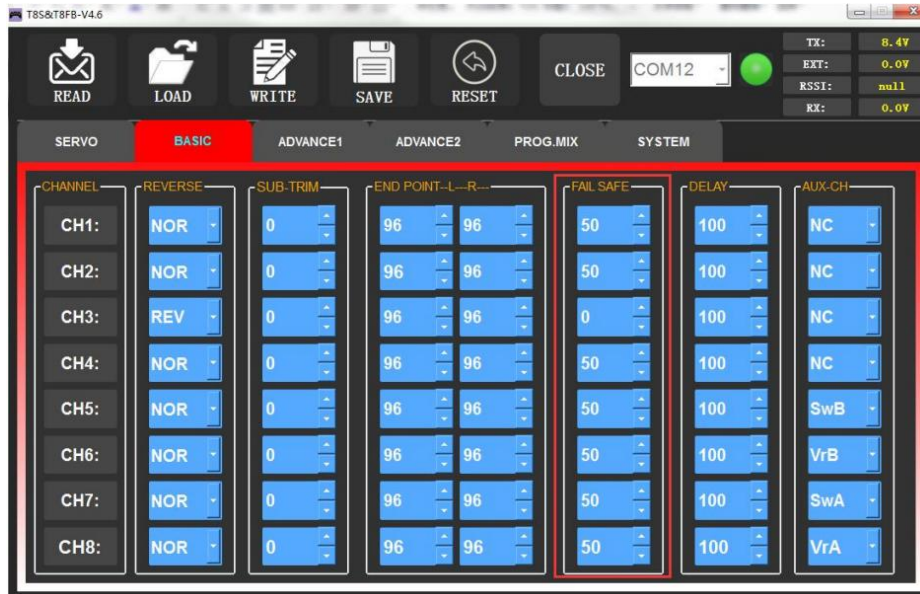 T8S&T8FB-V4.6
READ LOAD WRITE SAVE RESET CLOSE COM12
TX: 8.4V
EXT: 0.0V
RSSI: null
RX: 0.0V
SERVO BASIC ADVANCE1 ADVANCE2 PROG.MIX SYSTEM
CHANNEL REVERSE SUB-TRIM END POINT--L---R--- FAIL SAFE DELAY AUX-CH
CH1: NOR 0 96 96 50 100 NC
CH2: NOR 0 96 96 50 100 NC
CH3: REV 0 96 96 0 100 NC
CH4: NOR 0 96 96 50 100 NC
CH5: NOR 0 96 96 50 100 SwB
CH6: NOR 0 96 96 50 100 VrB
CH7: NOR 0 96 96 50 100 SwA
CH8: NOR 0 96 96 50 100 VrA